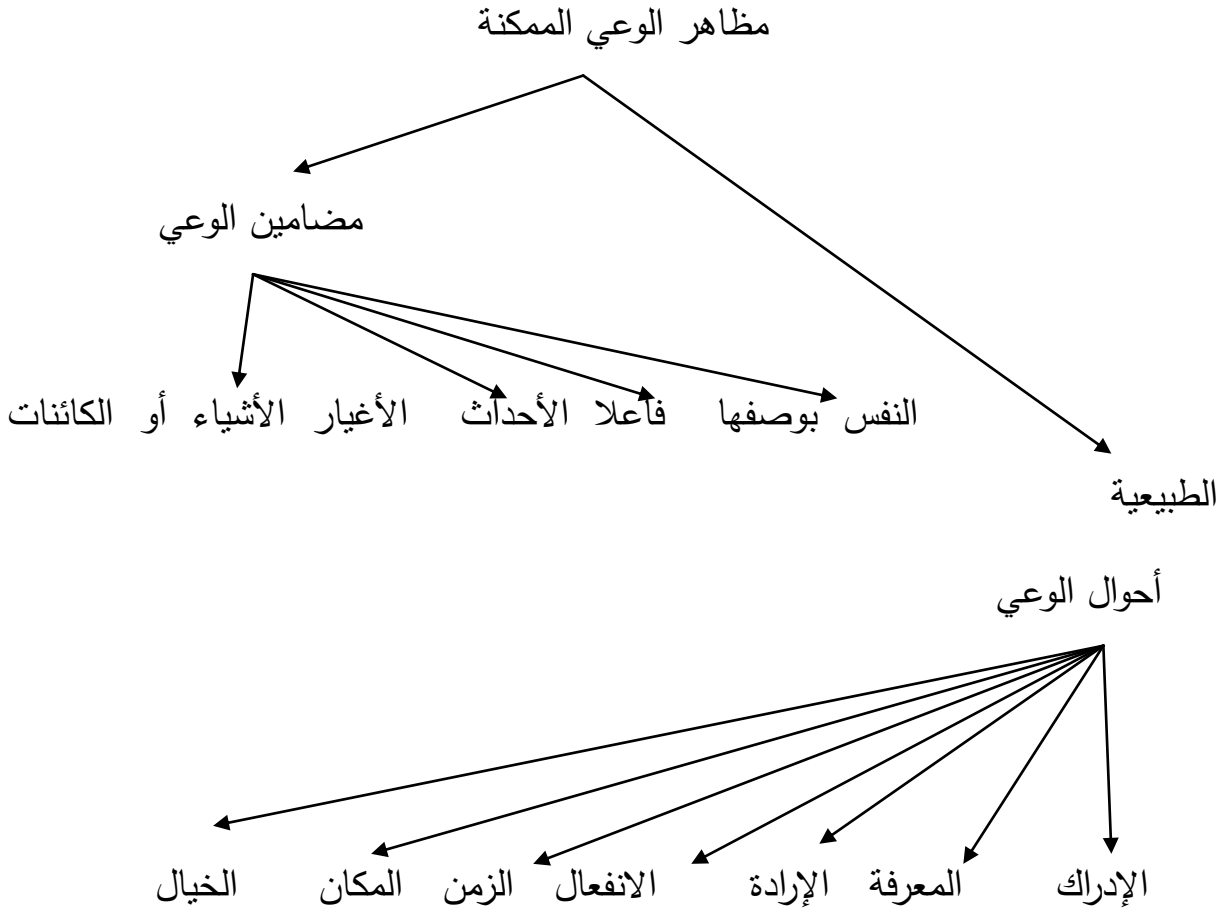 مظاهر الوعي الممكنة
مضامين الوعي
النفس بوصفها فاعلا الأحداث الأغيار الأشياء أو الكائنات
الطبيعية
أحوال الوعي
الإدراك المعرفة الإرادة الانفعال الزمن المكان الخيال